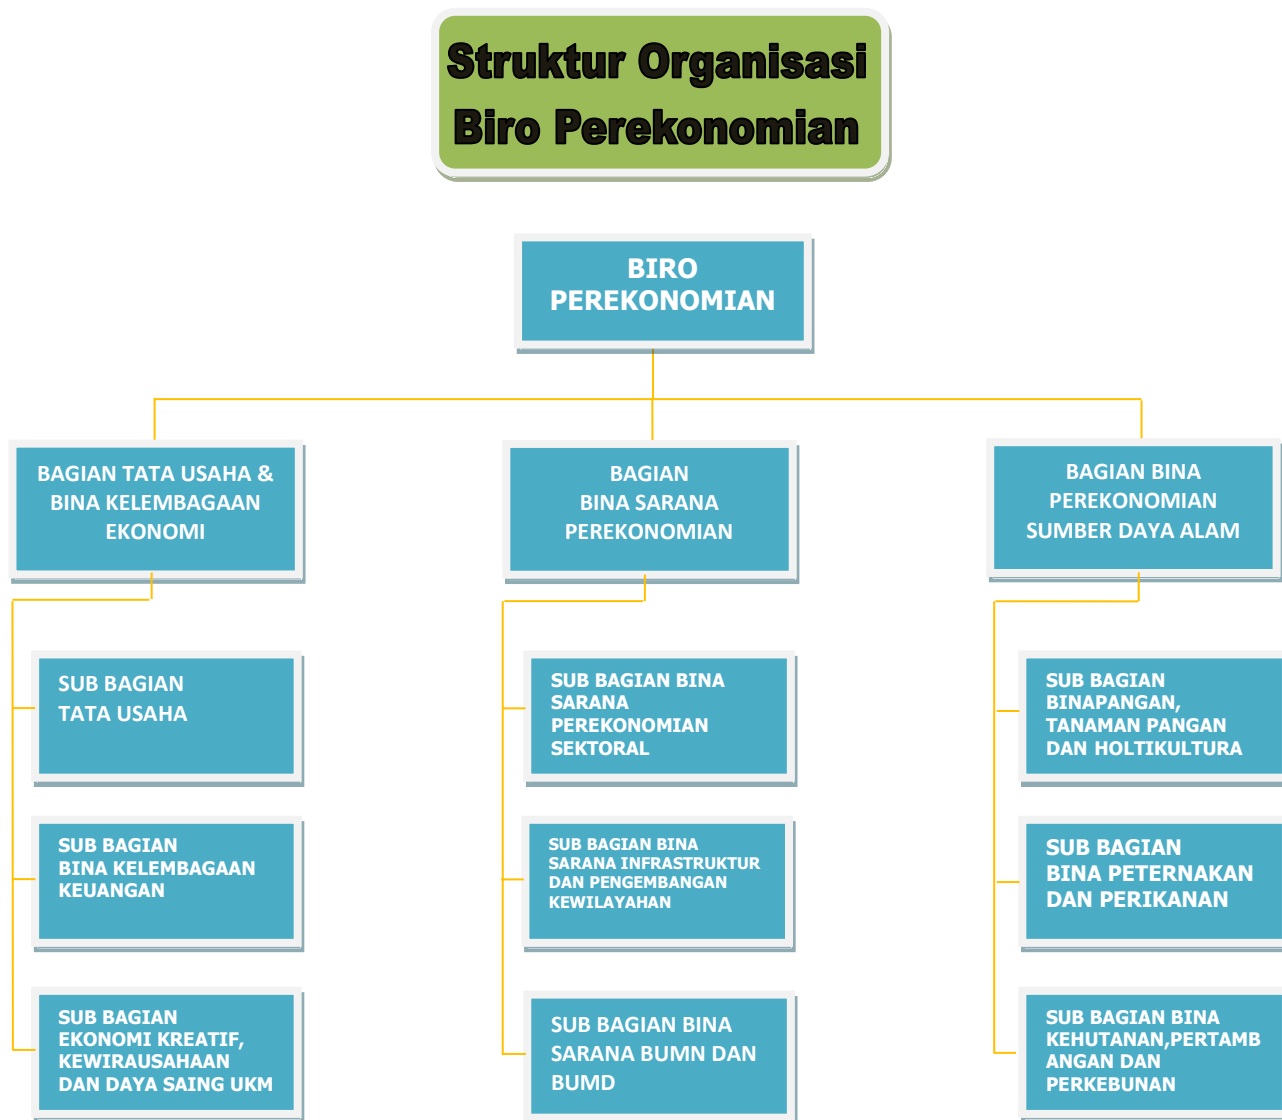 Struktur Organisasi
Biro Perekonomian
BIRO
PEREKONOMIAN
BAGIAN TATA USAHA &
BINA KELEMBAGAAN
EKONOMI
BAGIAN
BINA SARANA
PEREKONOMIAN
BAGIAN BINA
PEREKONOMIAN
SUMBER DAYA ALAM
SUB BAGIAN
TATA USAHA
SUB BAGIAN BINA
SARANA
PEREKONOMIAN
SEKTORAL
SUB BAGIAN
BINAPANGAN,
TANAMAN PANGAN
DAN HOLTIKULTURA
SUB BAGIAN
BINA KELEMBAGAAN
KEUANGAN
SUB BAGIAN BINA
SARANA INFRASTRUKTUR
DAN PENGEMBANGAN
KEWILAYAHAN
SUB BAGIAN
BINA PETERNAKAN
DAN PERIKANAN
SUB BAGIAN
EKONOMI KREATIF,
KEWIRAUSAHAAN
DAN DAYA SAING UKM
SUB BAGIAN BINA
SARANA BUMN DAN
BUMD
SUB BAGIAN BINA
KEHUTANAN,PERTAMB
ANGAN DAN
PERKEBUNAN